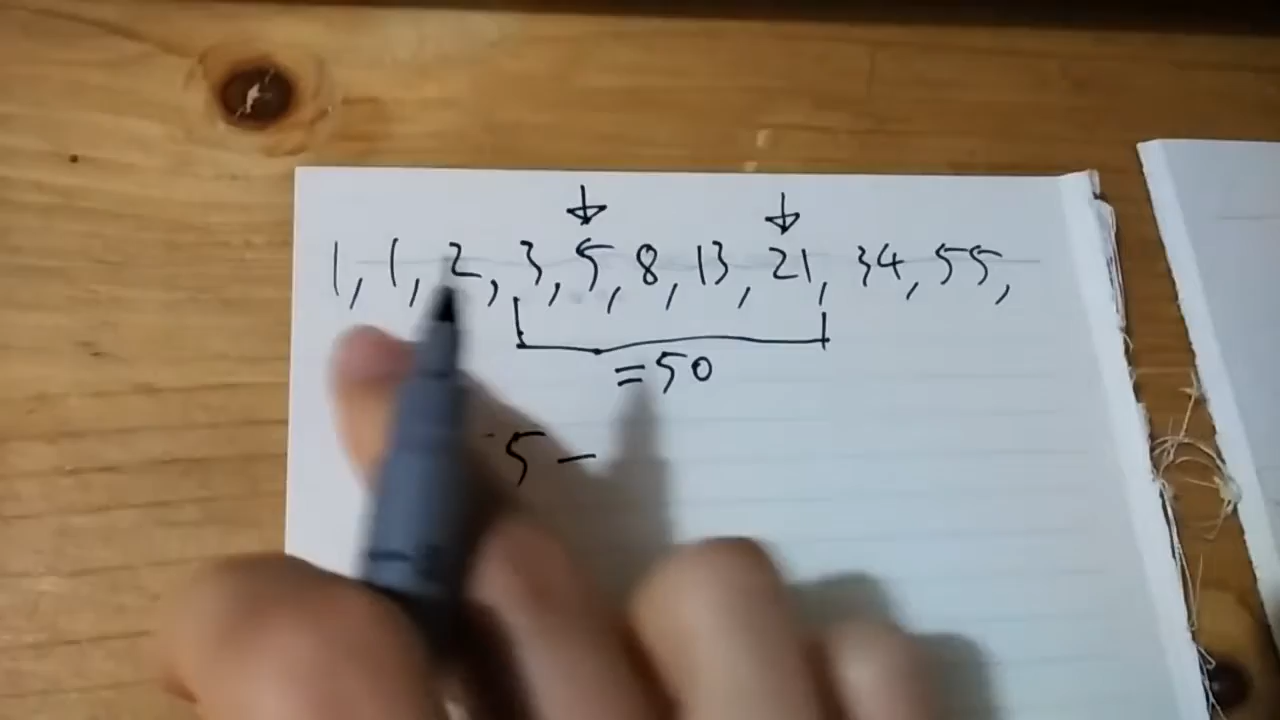 1, 1, 2, 3, 5, 8, 13, 21, 34, 55,
=50
5 -